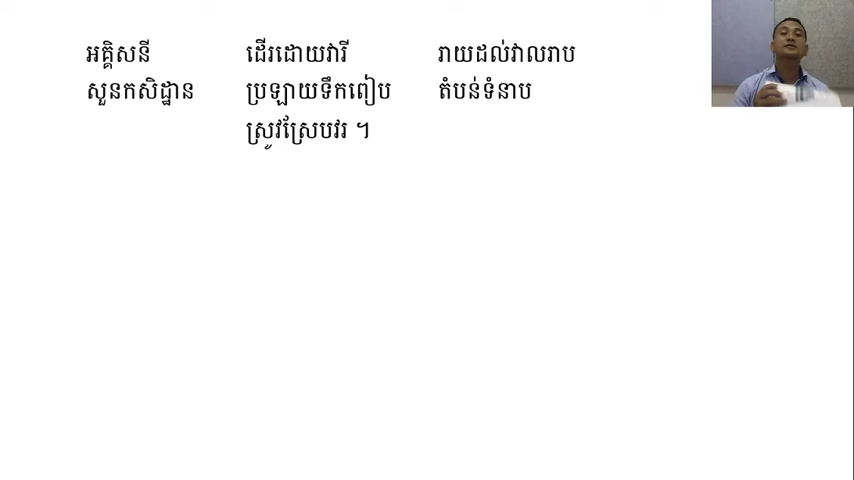 អគ្គិសនី ដើរដោយវារី រាយដល់វាលរាប
សួនកសិដ្ឋាន ប្រឡាយទឹកពៀប តំបន់ទំនាប
ស្រូវស្រែបវរ ។